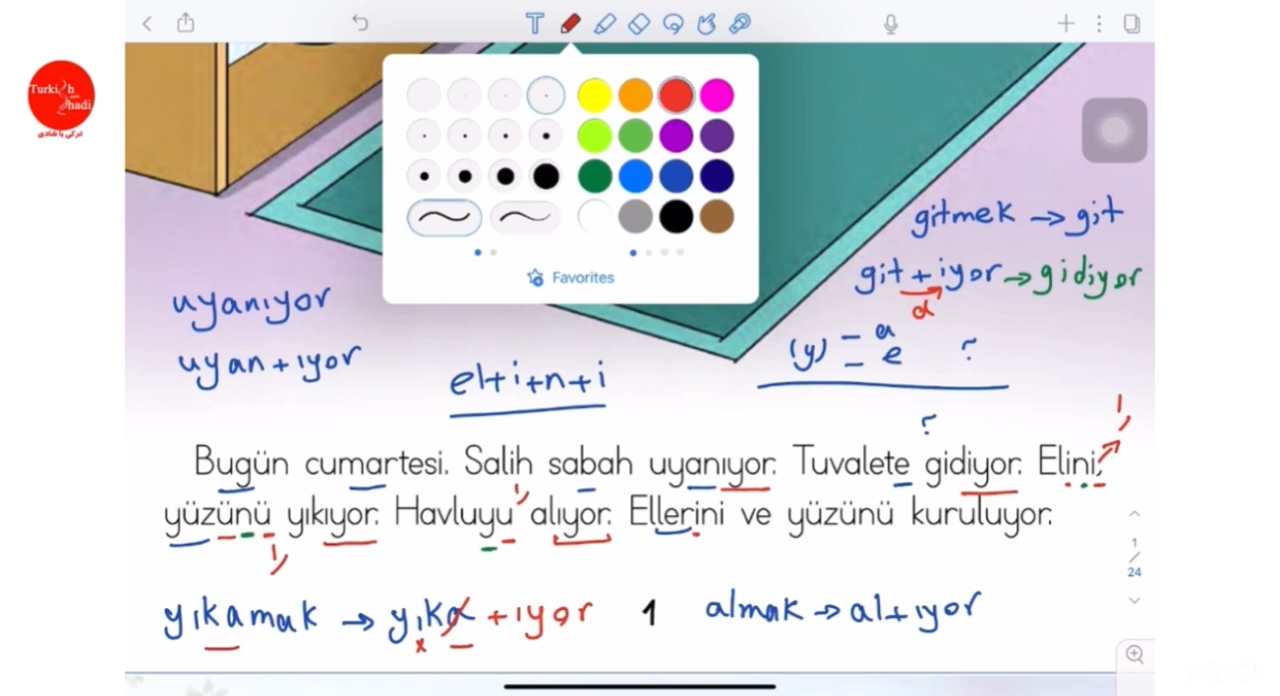 Turkish
Shadi
ترکی با شادی
Favorites
gitmek → git
git + iyor → gidiyor
d
uyanıyor
uyan + ıyor
el+i+n+i
(y) = a e ?
?
Bugün cumartesi. Salih sabah uyanıyor. Tuvalete gidiyor. Elini,
yüzünü yıkıyor. Havluyu alıyor. Ellerini ve yüzünü kuruluyor.
yıkamak → yıka + ıyor
1
almak → al+ıyor
1
/
24